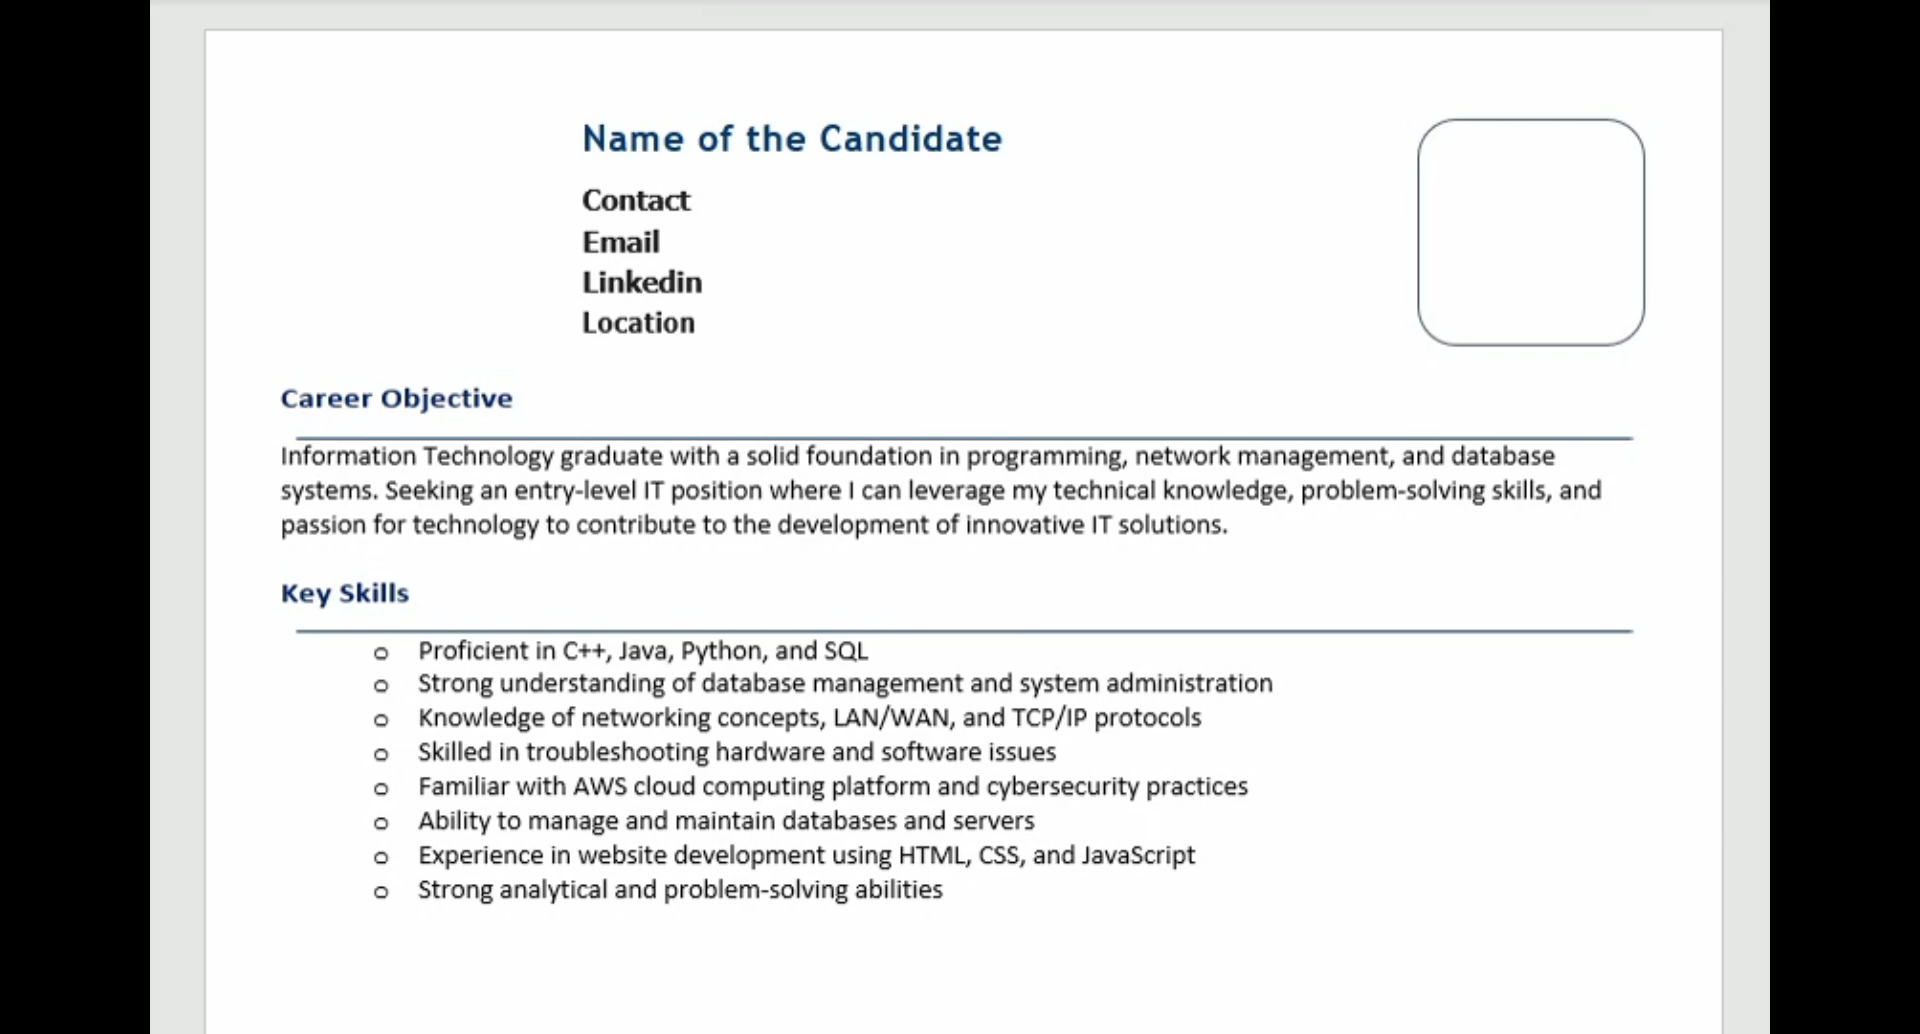 Name of the Candidate
Contact
Email
Linkedin
Location
Career Objective
Information Technology graduate with a solid foundation in programming, network management, and database
systems. Seeking an entry-level IT position where I can leverage my technical knowledge, problem-solving skills, and
passion for technology to contribute to the development of innovative IT solutions.
Key Skills
o Proficient in C++, Java, Python, and SQL
o Strong understanding of database management and system administration
o Knowledge of networking concepts, LAN/WAN, and TCP/IP protocols
o Skilled in troubleshooting hardware and software issues
o Familiar with AWS cloud computing platform and cybersecurity practices
o Ability to manage and maintain databases and servers
o Experience in website development using HTML, CSS, and JavaScript
o Strong analytical and problem-solving abilities